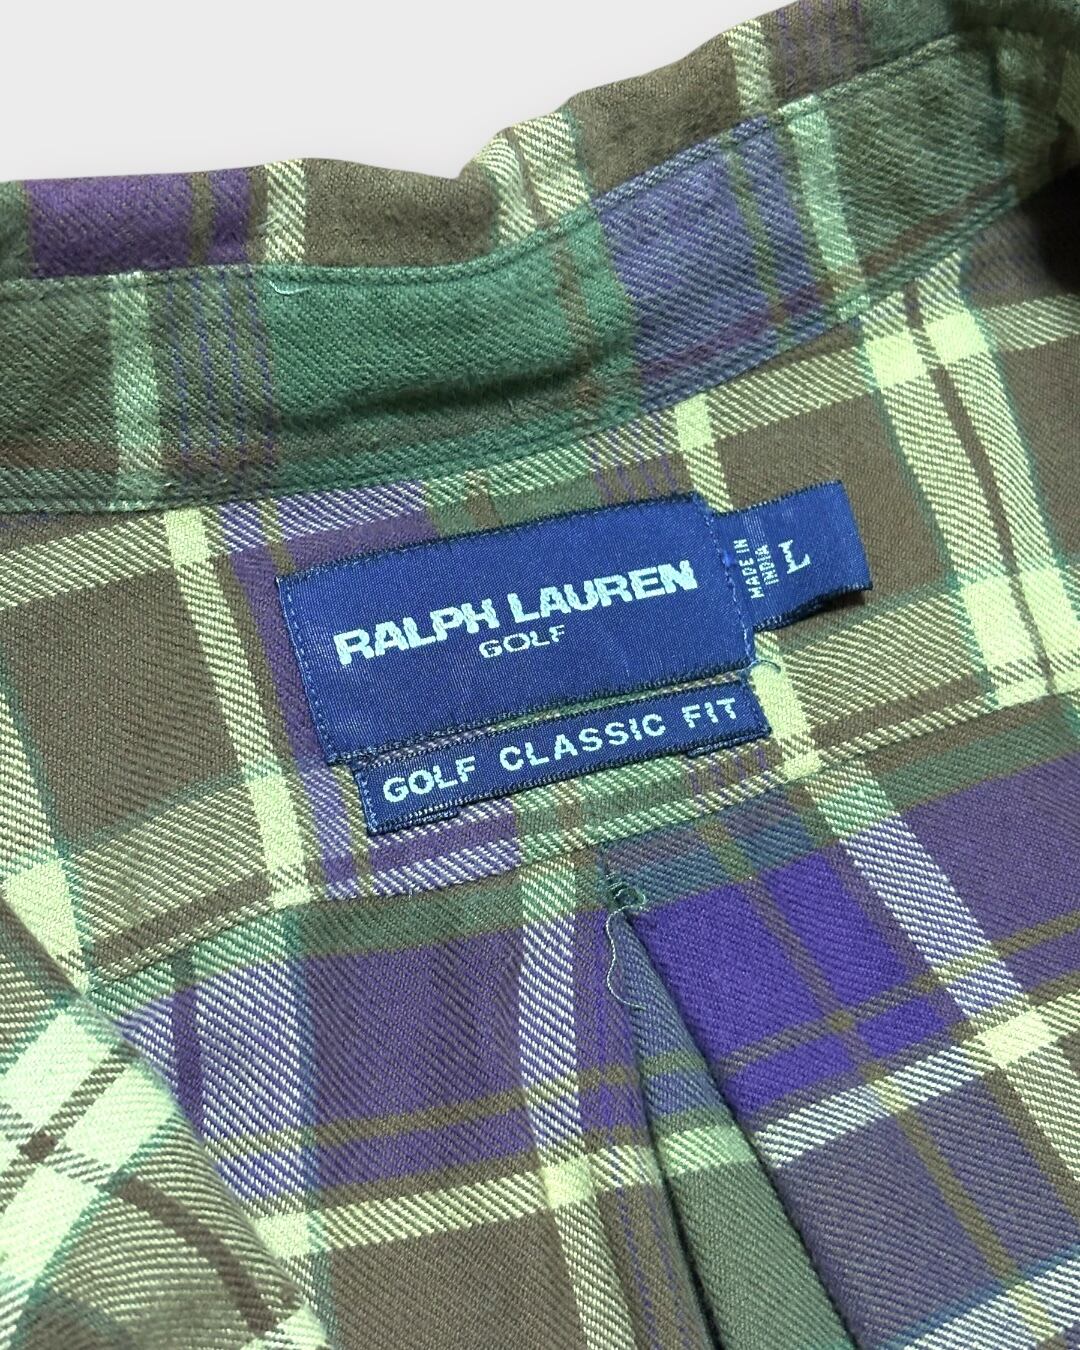 RALPH LAUREN
GOLF
MADE IN
INDIA
L
GOLF CLASSIC FIT